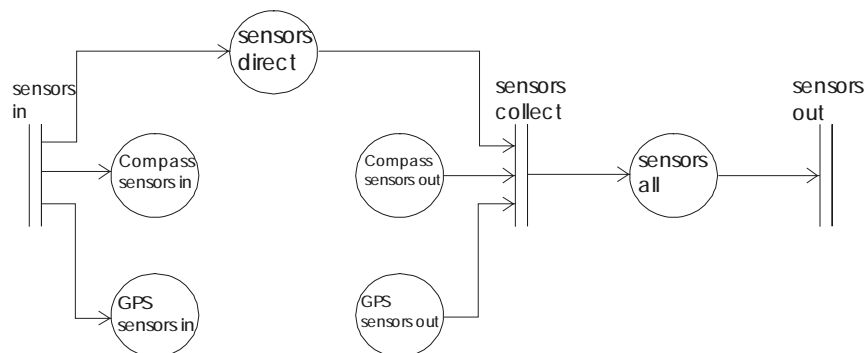 sensors
direct
sensors
in
sensors
collect
sensors
out
Compass
sensors in
Compass
sensors out
sensors
all
GPS
sensors in
GPS
sensors out